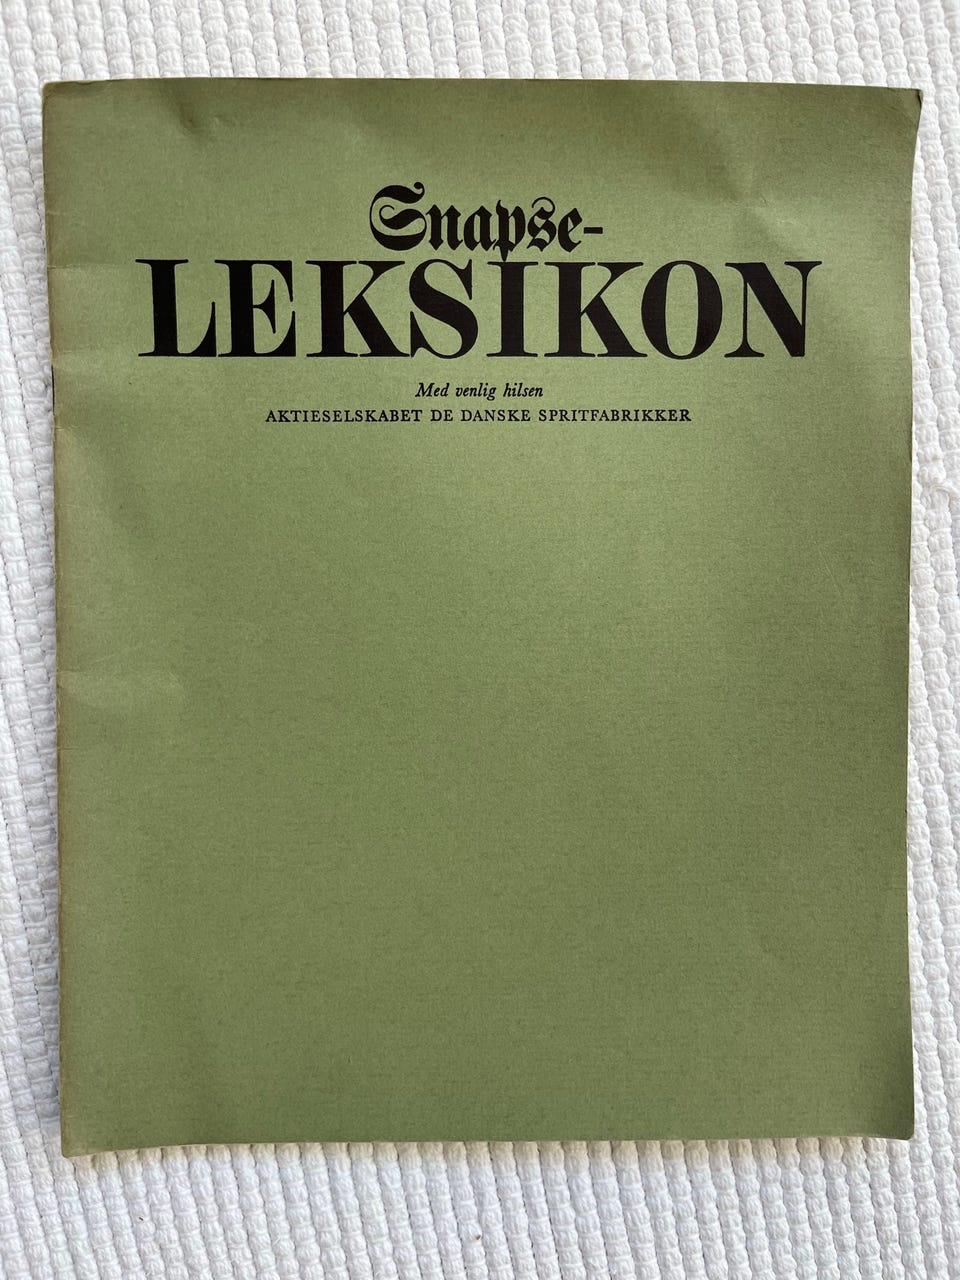 Snapse-
LEKSIKON
Med venlig hilsen
AKTIESELSKABET DE DANSKE SPRITFABRIKKER